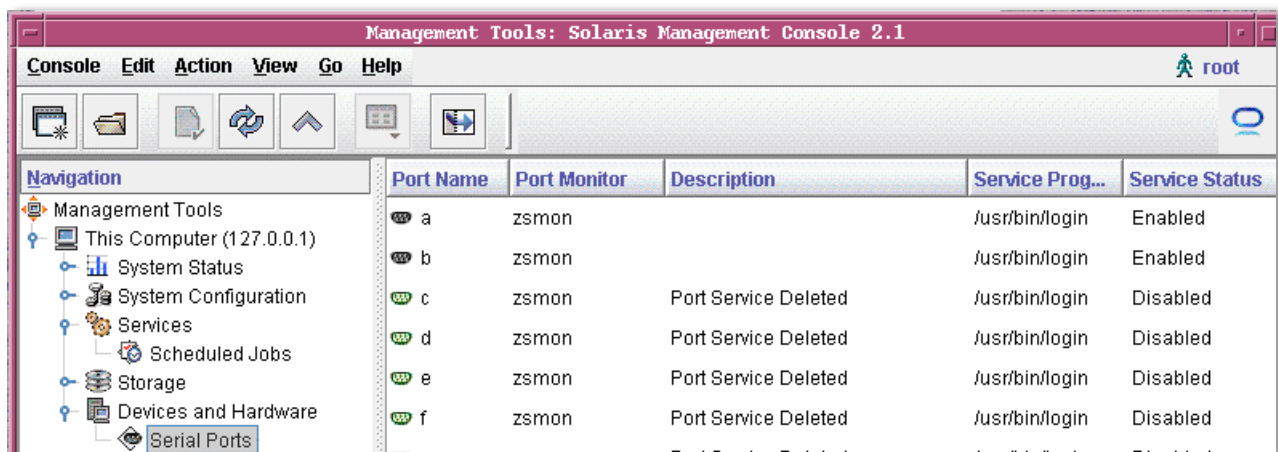 Management Tools: Solaris Management Console 2.1
Console Edit Action View Go Help root
Navigation
Management Tools
This Computer (127.0.0.1)
System Status
System Configuration
Services
Scheduled Jobs
Storage
Devices and Hardware
Serial Ports
Port Name Port Monitor Description Service Prog... Service Status
a zsmon /usr/bin/login Enabled
b zsmon /usr/bin/login Enabled
c zsmon Port Service Deleted /usr/bin/login Disabled
d zsmon Port Service Deleted /usr/bin/login Disabled
e zsmon Port Service Deleted /usr/bin/login Disabled
f zsmon Port Service Deleted /usr/bin/login Disabled